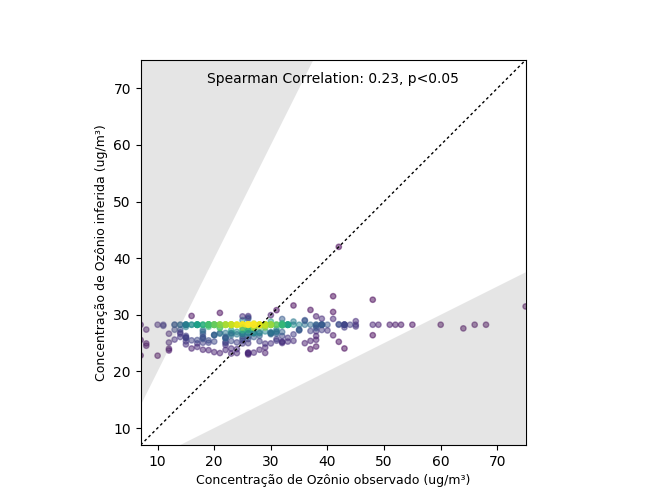 Spearman Correlation: 0.23, p<0.05
Concentração de Ozônio inferida (ug/m³)
70
60
50
40
30
20
10
10 20 30 40 50 60 70
Concentração de Ozônio observado (ug/m³)